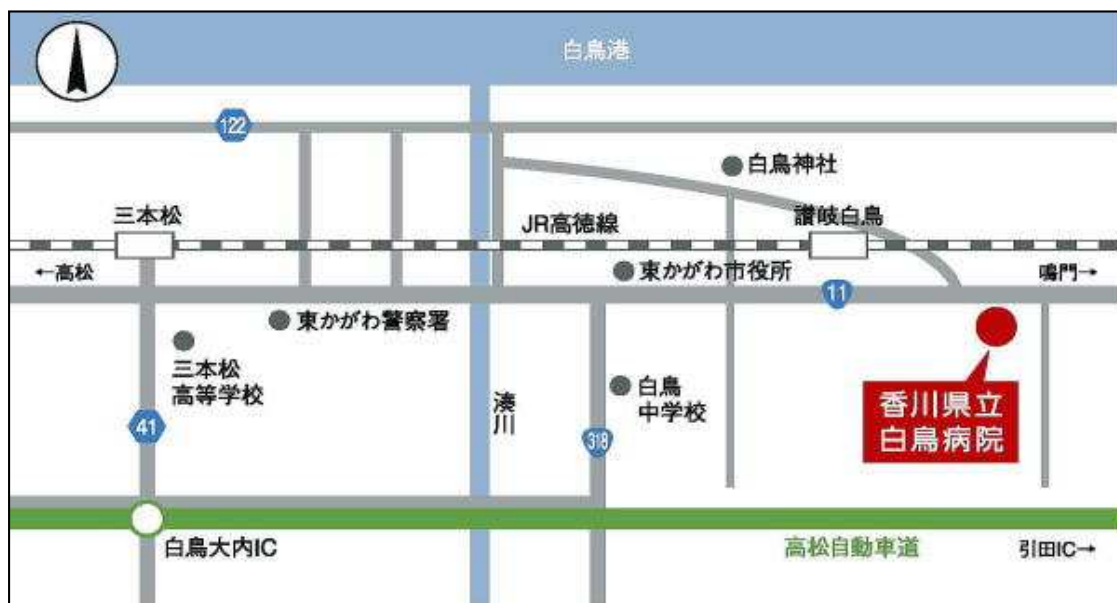 白鳥港
122
白鳥神社
三本松
JR高徳線
讃岐白鳥
←高松
東かがわ市役所
鳴門→
11
東かがわ警察署
三本松
高等学校
白鳥
中学校
湊川
香川県立
白鳥病院
41
318
白鳥大内IC
高松自動車道
引田IC→